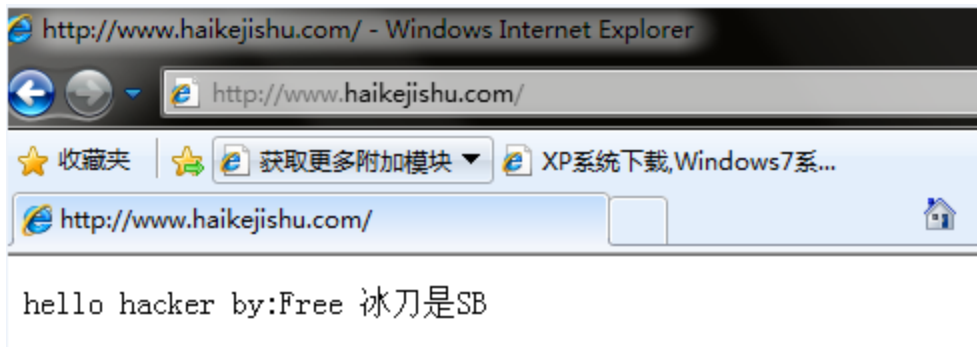 http://www.haikejishu.com/ - Windows Internet Explorer
http://www.haikejishu.com/
收藏夹 获取更多附加模块 XP系统下载,Windows7系...
http://www.haikejishu.com/
hello hacker by:Free 冰刀是SB